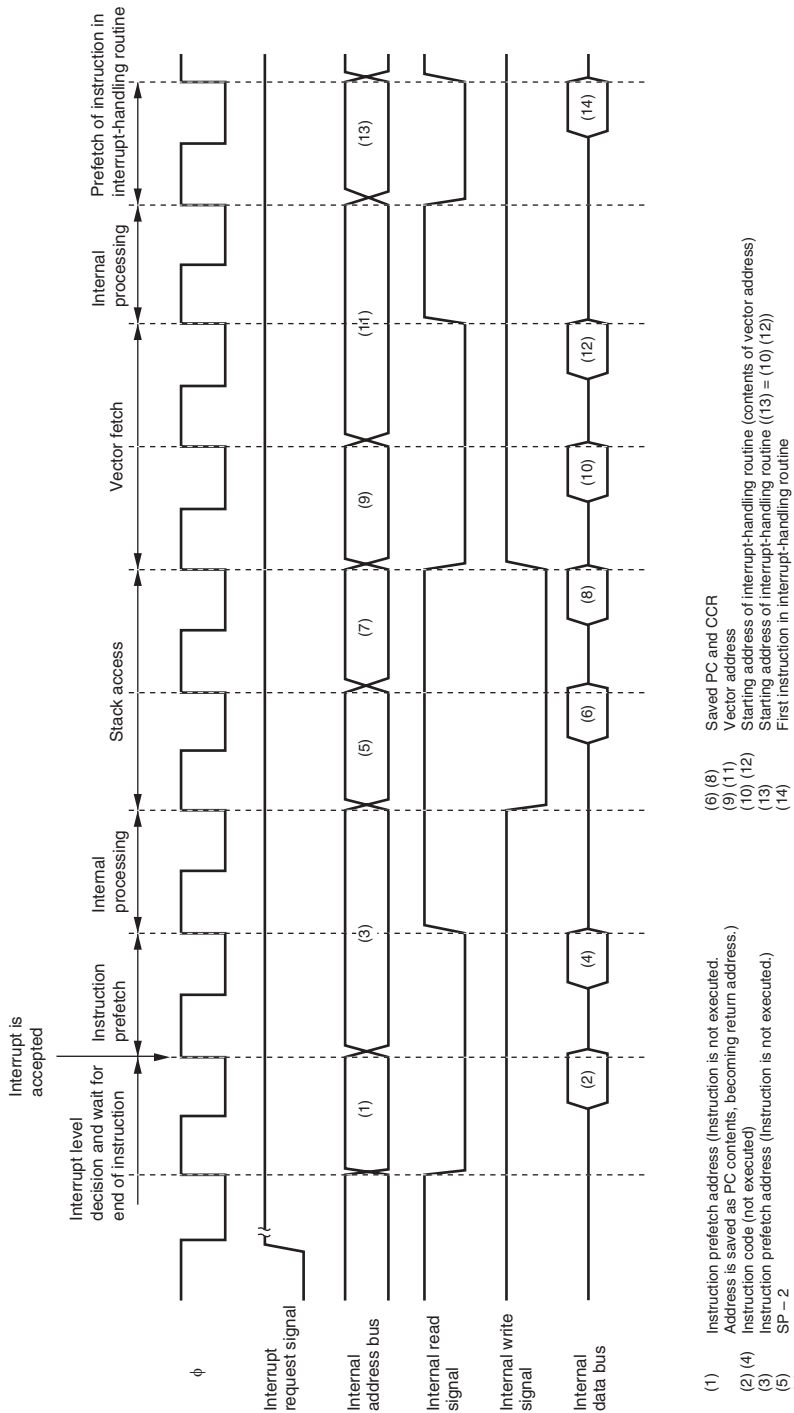 Interrupt is
accepted
Interrupt level
decision and wait for
end of instruction
Instruction
prefetch
Internal
processing
Stack access
Vector fetch
Internal
processing
Prefetch of instruction in
interrupt-handling routine
φ
Interrupt
request signal
Internal
address bus
(1)
(3)
(5)
(7)
(9)
(11)
(13)
Internal read
signal
Internal write
signal
Internal
data bus
(2)
(4)
(6)
(8)
(10)
(12)
(14)
(1) Instruction prefetch address (Instruction is not executed.
Address is saved as PC contents, becoming return address.)
(2) (4) Instruction code (not executed)
(3) Instruction prefetch address (Instruction is not executed.)
(5) SP – 2
(6) (8) Saved PC and CCR
(9) (11) Vector address
(10) (12) Starting address of interrupt-handling routine (contents of vector address)
(13) Starting address of interrupt-handling routine ((13) = (10) (12))
(14) First instruction in interrupt-handling routine